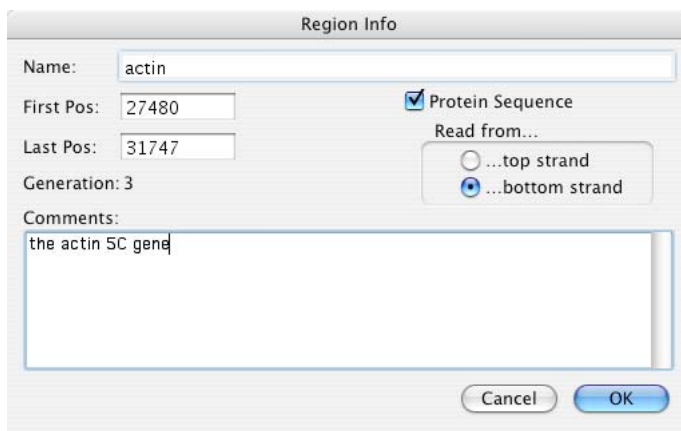 Region Info
Name: actin
First Pos: 27480
Protein Sequence
Read from...
Last Pos: 31747
...top strand
...bottom strand
Generation: 3
Comments:
the actin 5C gene
Cancel OK